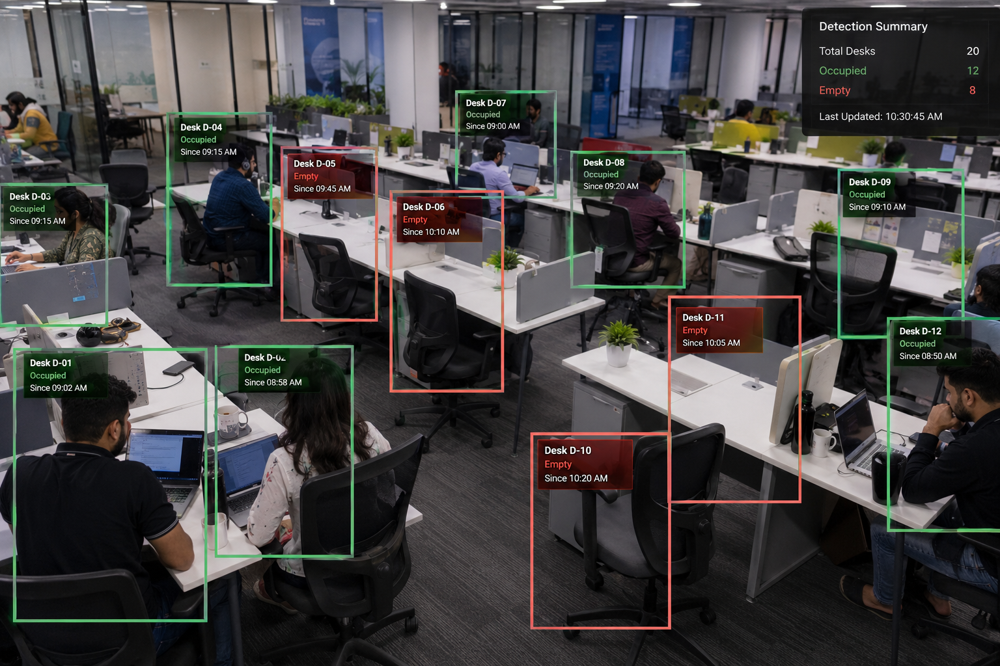 Detection Summary
Total Desks 20
Occupied 12
Empty 8
Last Updated: 10:30:45 AM
Desk D-07
Occupied
Since 09:00 AM
Desk D-04
Occupied
Since 09:15 AM
Desk D-05
Empty
Since 09:45 AM
Desk D-08
Occupied
Since 09:20 AM
Desk D-09
Occupied
Since 09:10 AM
Desk D-03
Occupied
Since 09:15 AM
Desk D-06
Empty
Since 10:10 AM
Desk D-11
Empty
Since 10:05 AM
Desk D-12
Occupied
Since 08:50 AM
Desk D-01
Occupied
Since 09:02 AM
Desk D-02
Occupied
Since 08:58 AM
Desk D-10
Empty
Since 10:20 AM